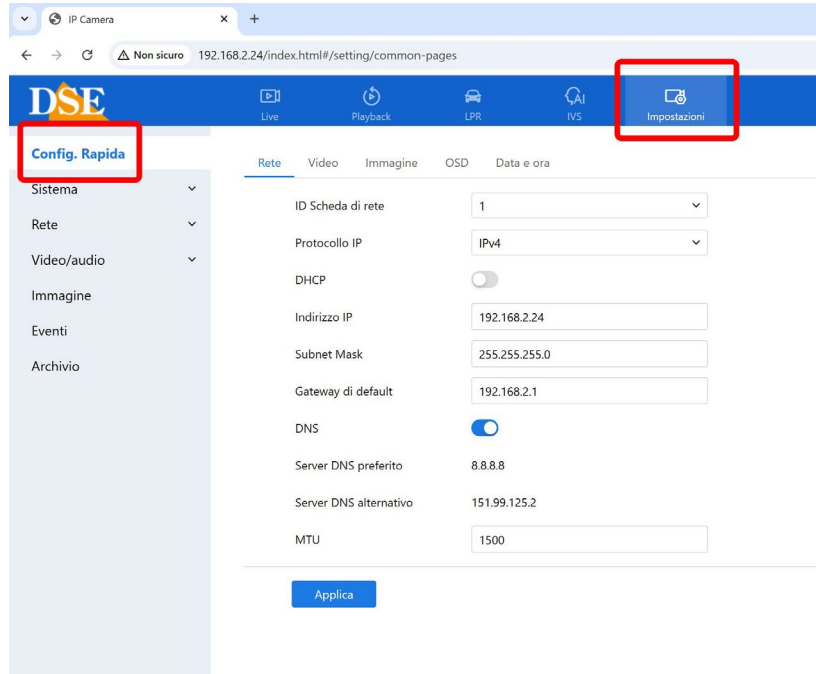 IP Camera
Non sicuro 192.168.2.24/index.html#/setting/common-pages
DSE
Live Playback LPR AI IVS Impostazioni
Config. Rapida
Sistema
Rete
Video/audio
Immagine
Eventi
Archivio
Rete Video Immagine OSD Data e ora
ID Scheda di rete 1
Protocollo IP IPv4
DHCP
Indirizzo IP 192.168.2.24
Subnet Mask 255.255.255.0
Gateway di default 192.168.2.1
DNS
Server DNS preferito 8.8.8.8
Server DNS alternativo 151.99.125.2
MTU 1500
Applica